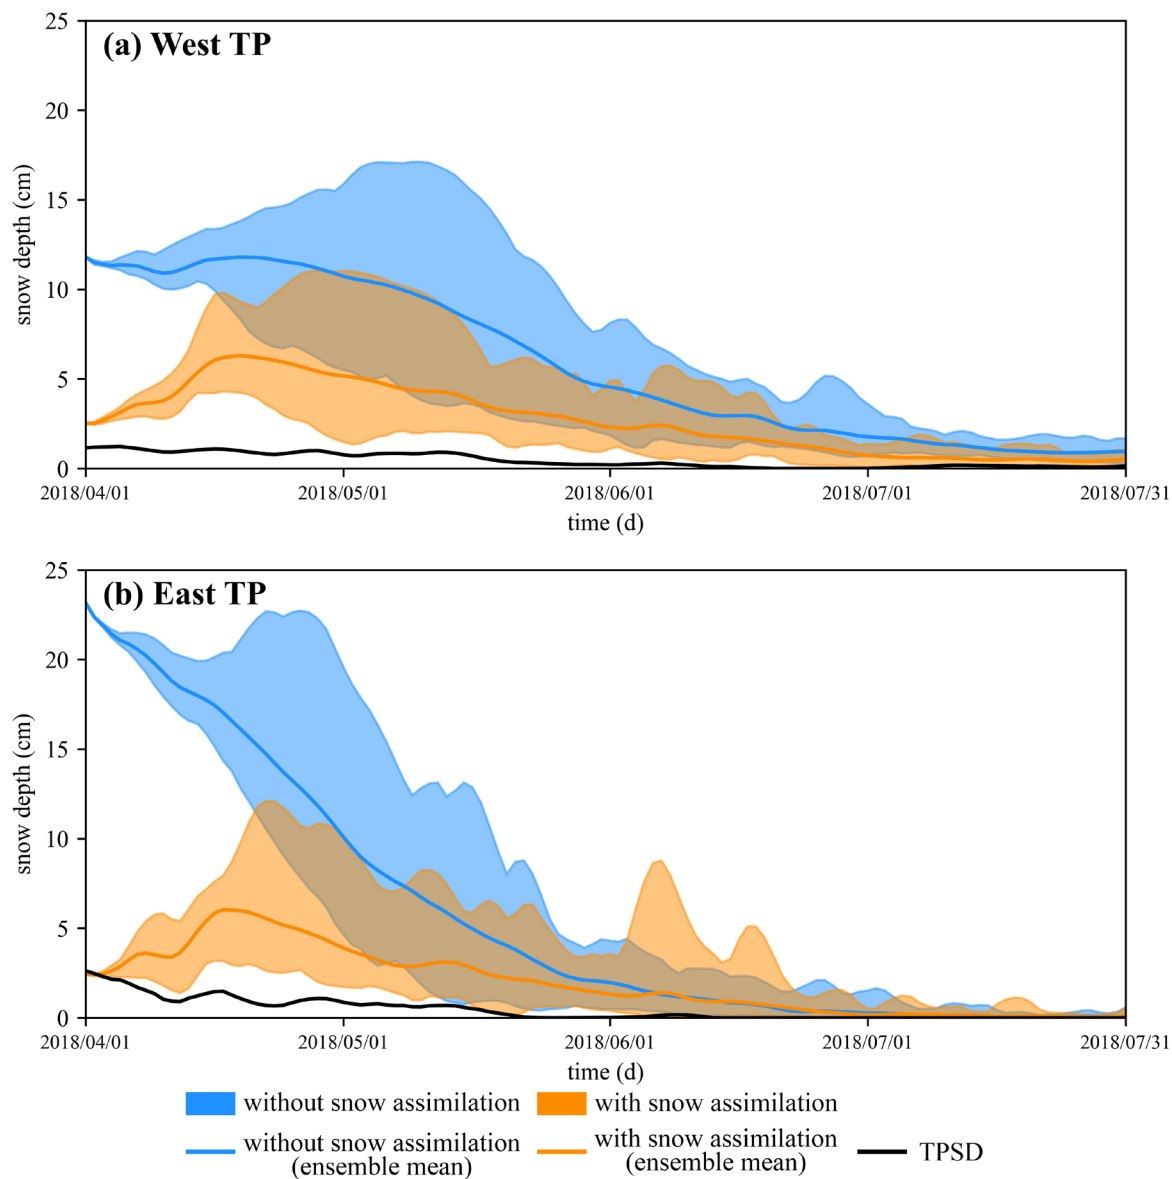 (a) West TP
25
20
15
10
5
0
snow depth (cm)
2018/04/01 2018/05/01 2018/06/01 2018/07/01 2018/07/31
time (d)
(b) East TP
25
20
15
10
5
0
snow depth (cm)
2018/04/01 2018/05/01 2018/06/01 2018/07/01 2018/07/31
time (d)
without snow assimilation with snow assimilation
without snow assimilation (ensemble mean) with snow assimilation (ensemble mean) TPSD